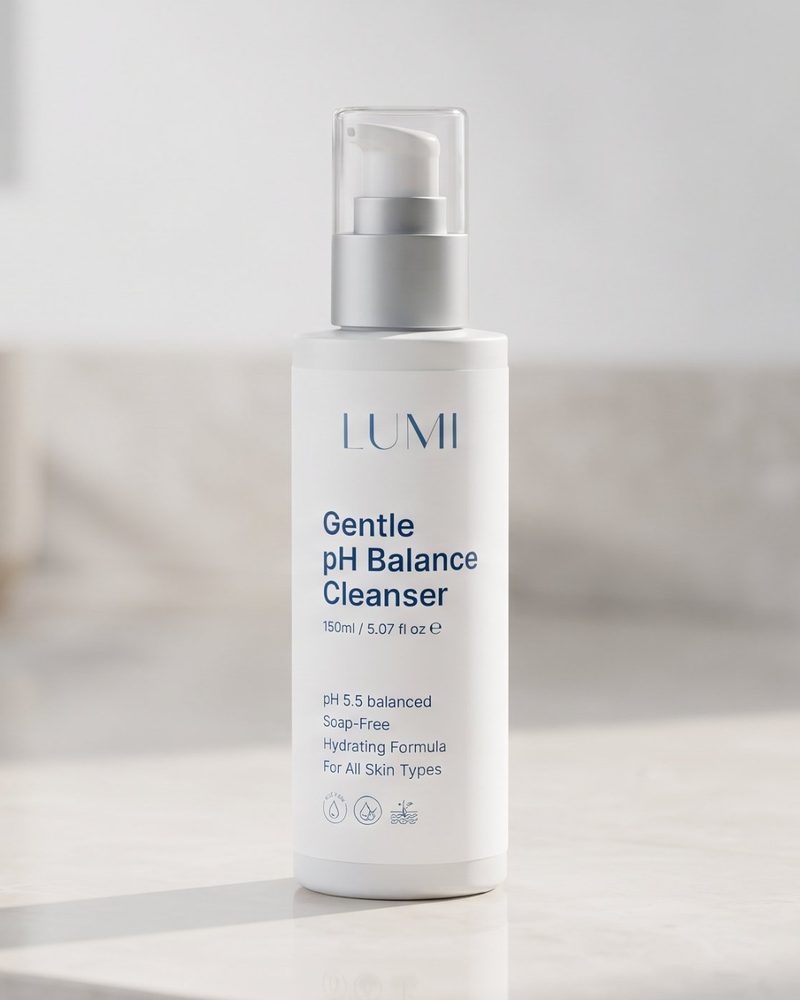 LUMI
Gentle
pH Balance
Cleanser
150ml / 5.07 fl oz ℮
pH 5.5 balanced
Soap-Free
Hydrating Formula
For All Skin Types